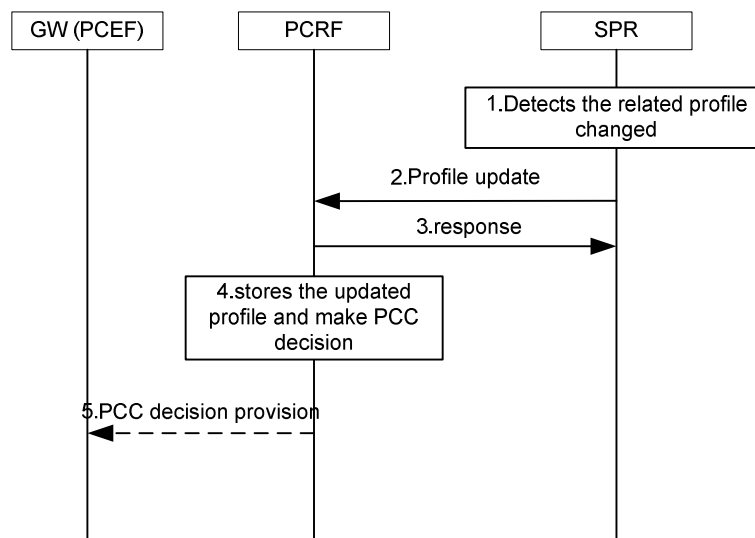 GW (PCEF)
PCRF
SPR
1.Detects the related profile
changed
2.Profile update
3.response
4.stores the updated
profile and make PCC
decision
5.PCC decision provision